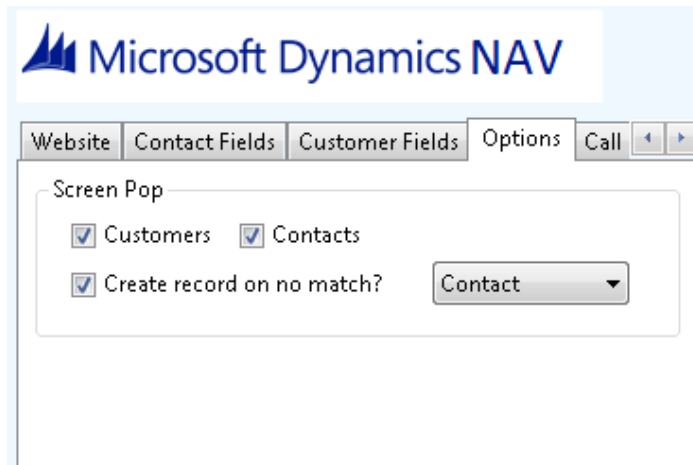 Microsoft Dynamics NAV
Website Contact Fields Customer Fields Options Call
Screen Pop
Customers Contacts
Create record on no match? Contact